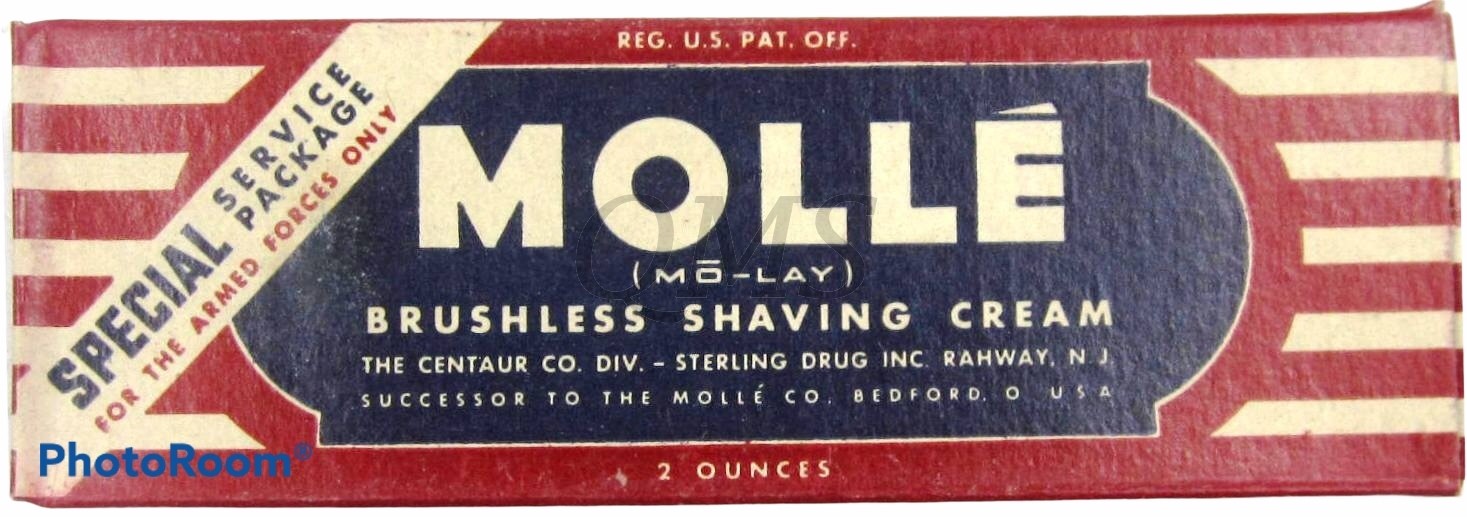 REG. U.S. PAT. OFF.
SPECIAL SERVICE PACKAGE
FOR THE ARMED FORCES ONLY
MOLLÉ
(MŌ-LAY)
BRUSHLESS SHAVING CREAM
THE CENTAUR CO. DIV. - STERLING DRUG INC. RAHWAY, N J.
SUCCESSOR TO THE MOLLÉ CO. BEDFORD, O USA
2 OUNCES
QMS
PhotoRoom®